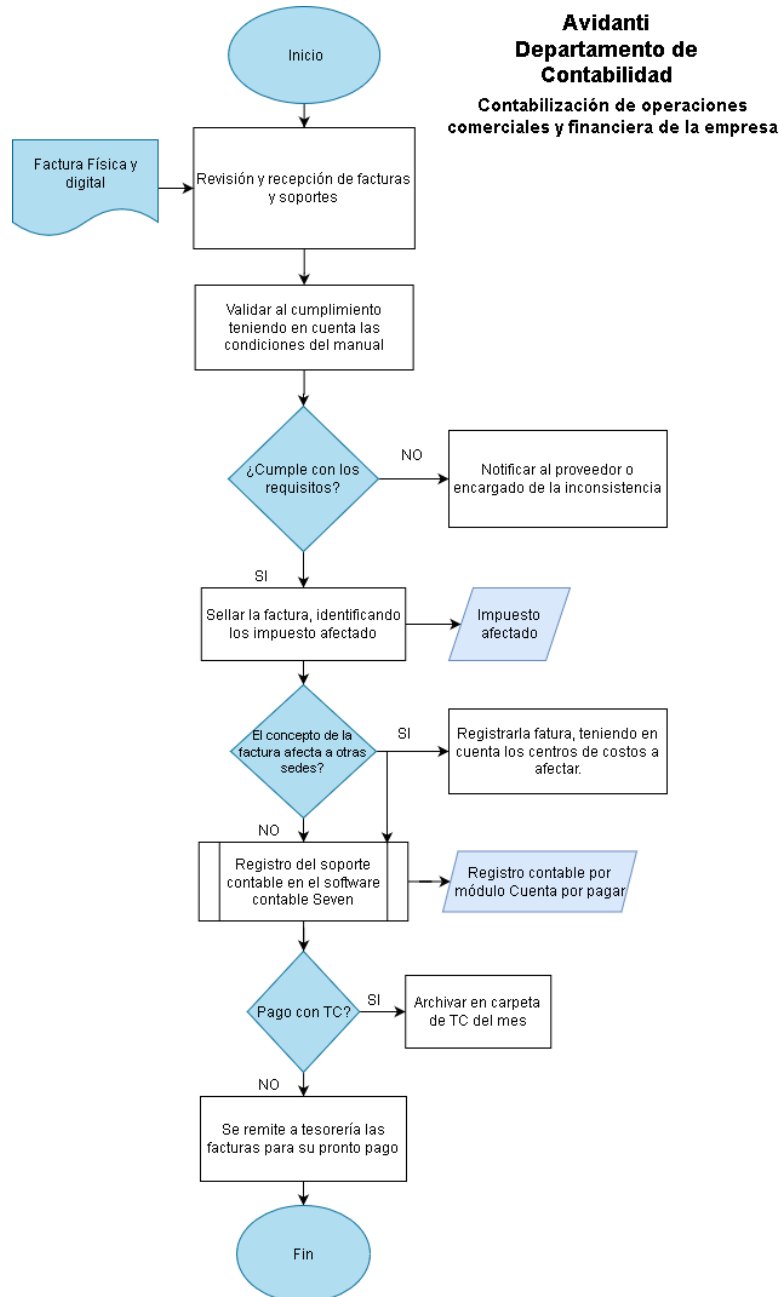 Avidanti
Departamento de
Contabilidad
Contabilización de operaciones
comerciales y financiera de la empresa
Inicio
Factura Física y
digital
Revisión y recepción de facturas
y soportes
Validar al cumplimiento
teniendo en cuenta las
condiciones del manual
¿Cumple con los
requisitos?
NO
Notificar al proveedor o
encargado de la inconsistencia
SI
Sellar la factura, identificando
los impuesto afectado
Impuesto
afectado
El concepto de la
factura afecta a otras
sedes?
SI
Registrarla fatura, teniendo en
cuenta los centros de costos a
afectar.
NO
Registro del soporte
contable en el software
contable Seven
Registro contable por
módulo Cuenta por pagar
Pago con TC?
SI
Archivar en carpeta
de TC del mes
NO
Se remite a tesorería las
facturas para su pronto pago
Fin